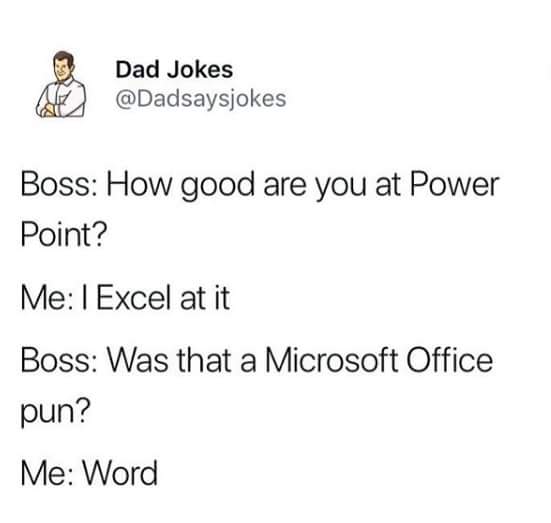 Dad Jokes
@Dadsaysjokes
Boss: How good are you at Power
Point?
Me: I Excel at it
Boss: Was that a Microsoft Office
pun?
Me: Word